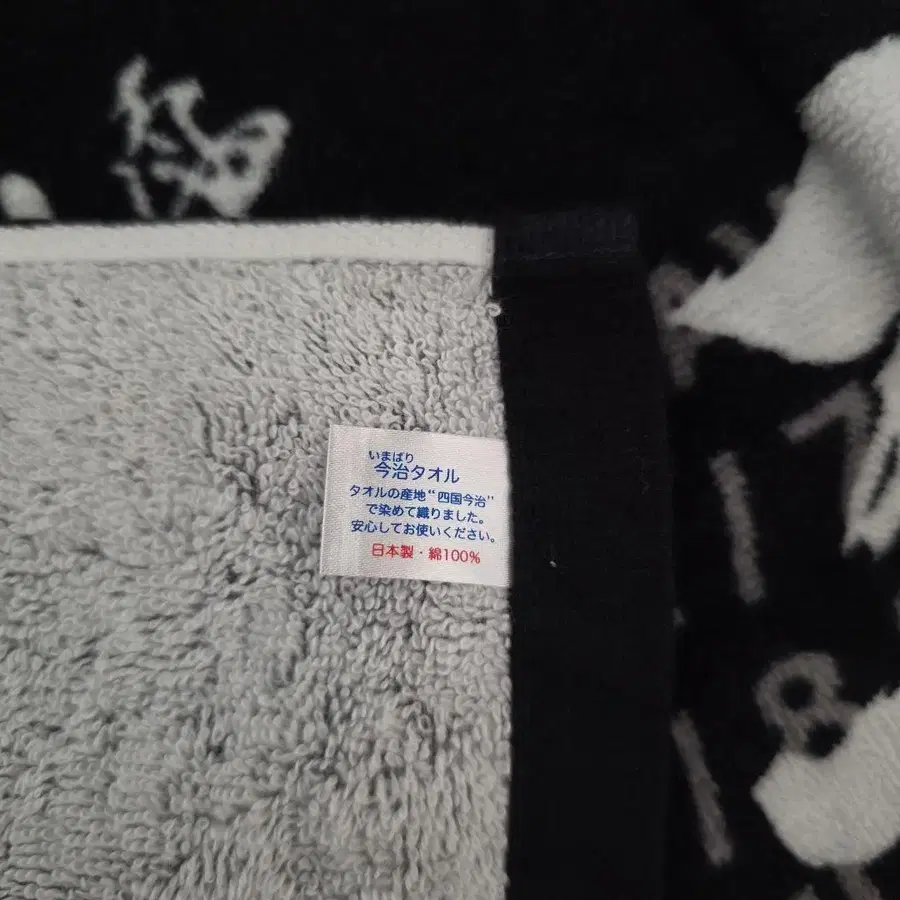 いまばり
今治タオル
タオルの産地“四国今治”
で染めて織りました。
安心してお使いください。
日本製・綿100%
17
18